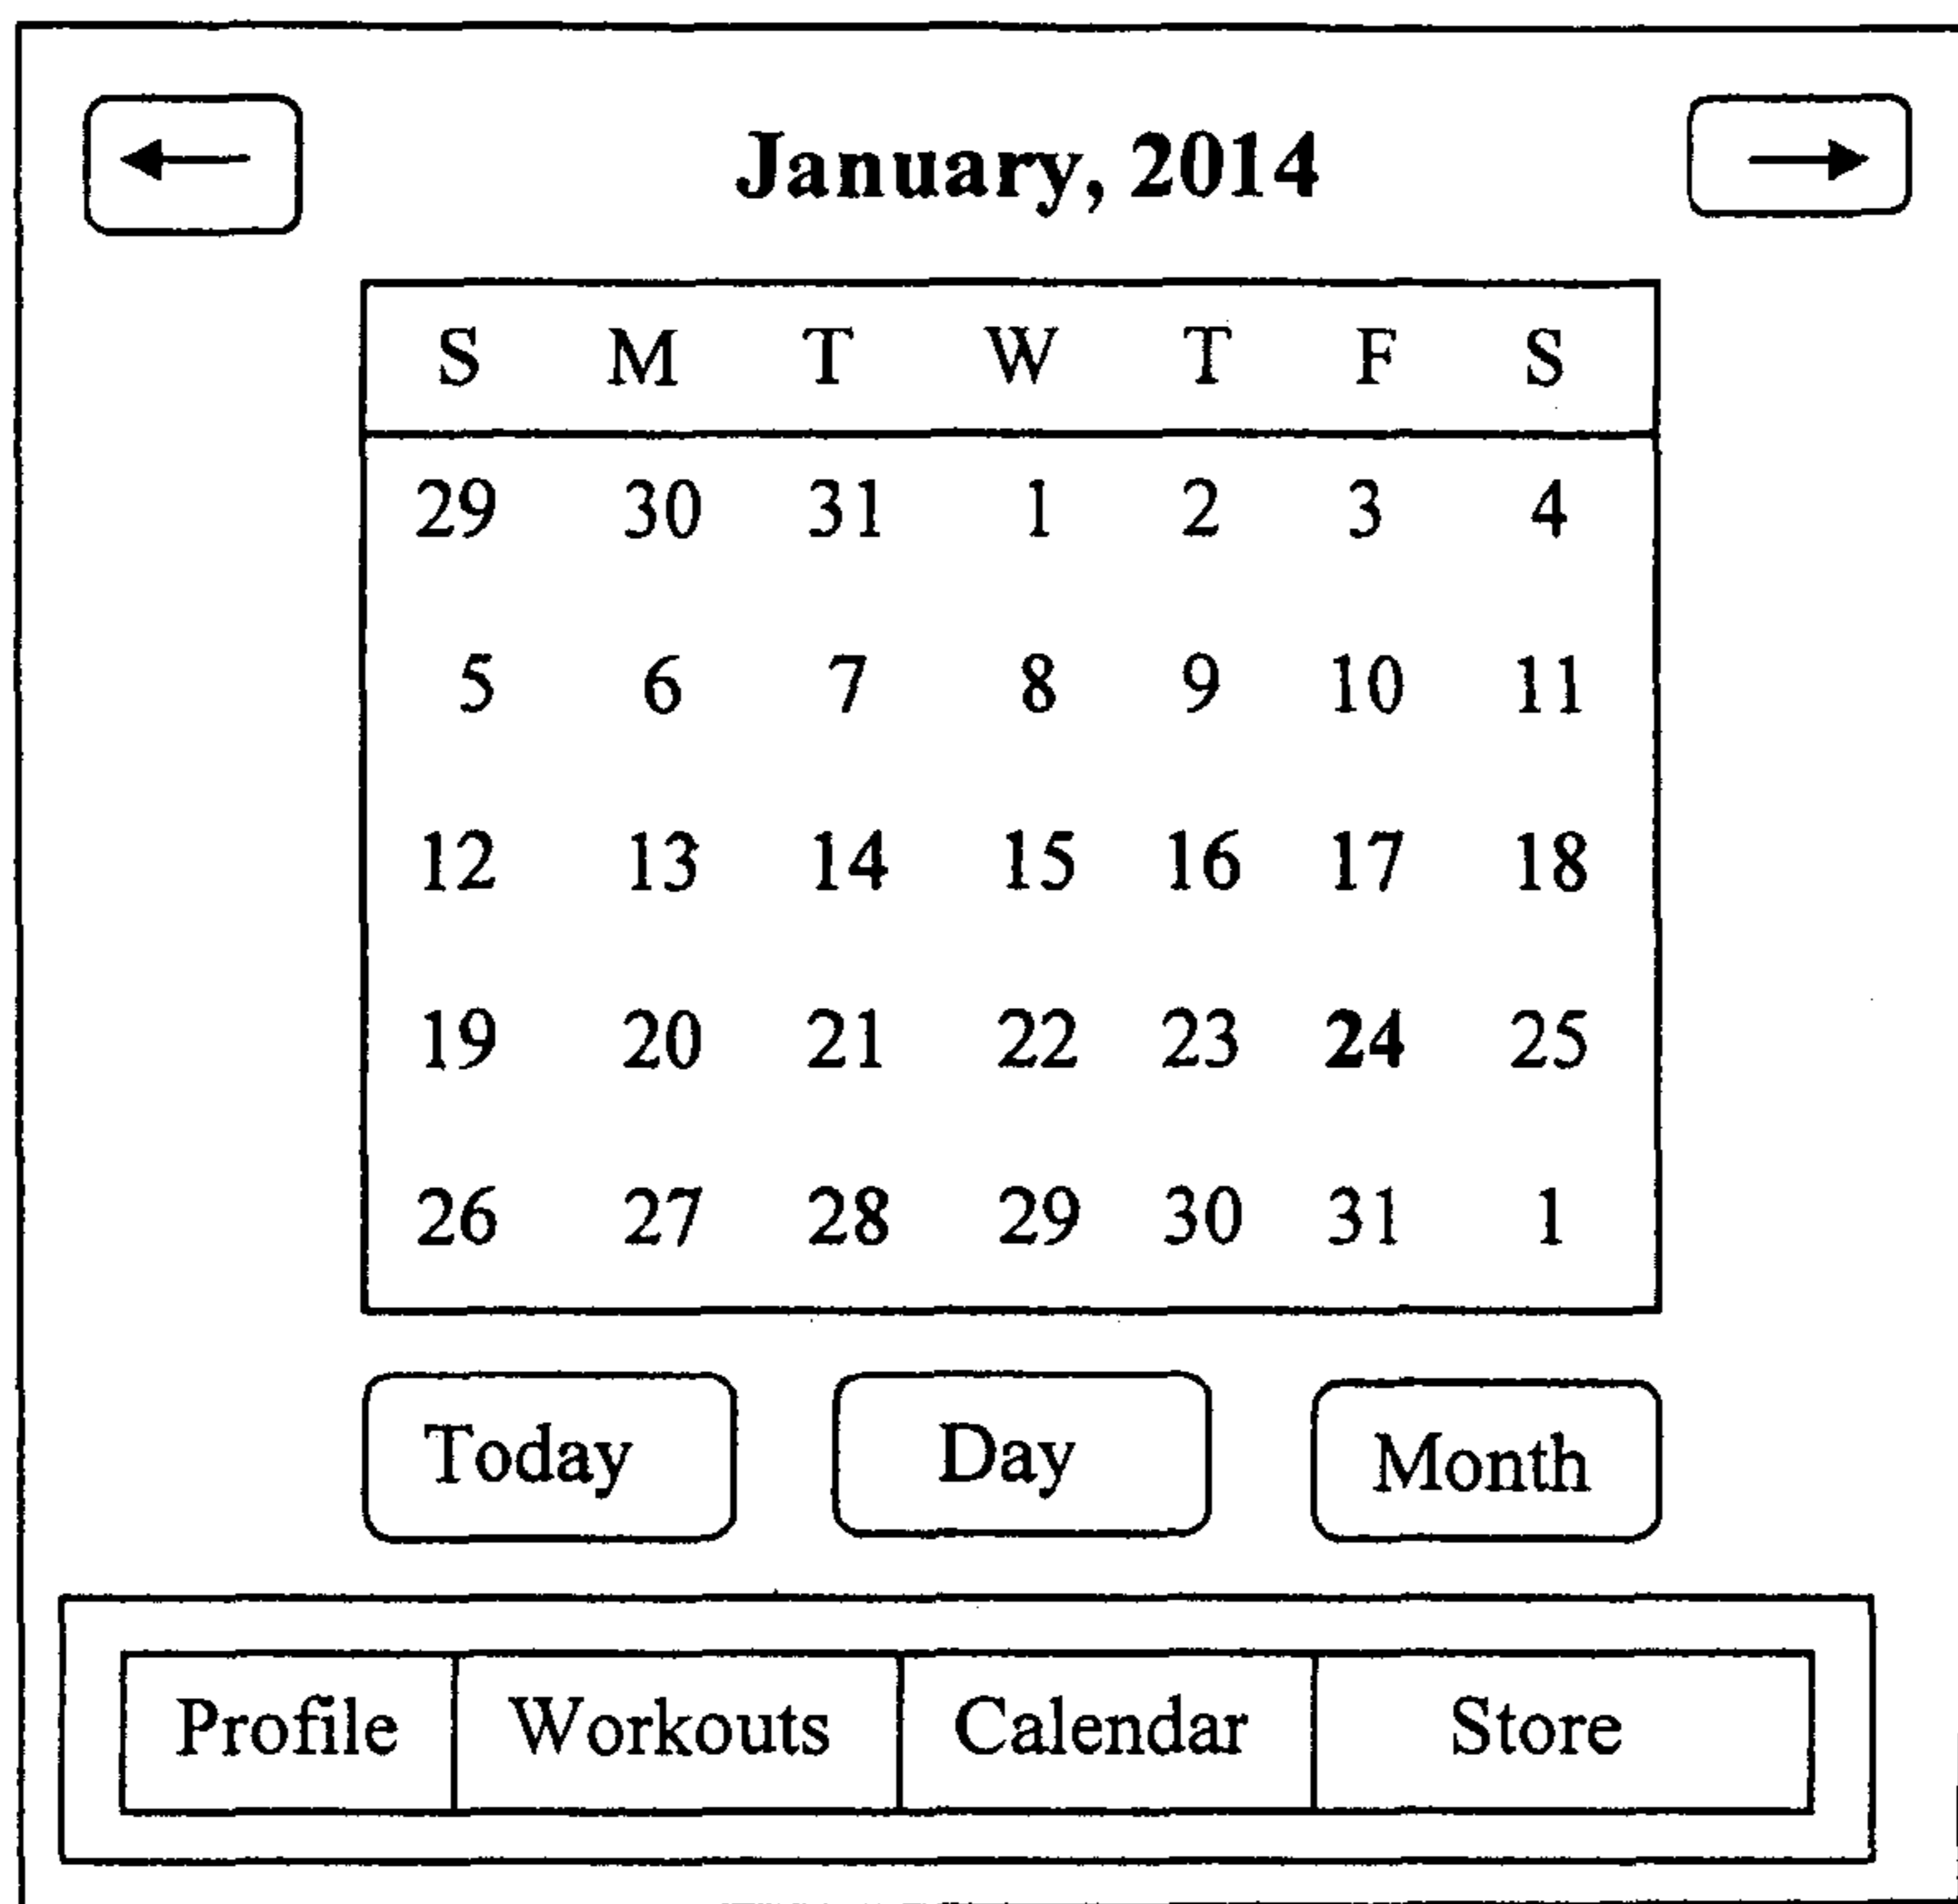 January, 2014
S M T W T F S
29 30 31 1 2 3 4
5 6 7 8 9 10 11
12 13 14 15 16 17 18
19 20 21 22 23 24 25
26 27 28 29 30 31 1
Today Day Month
Profile Workouts Calendar Store